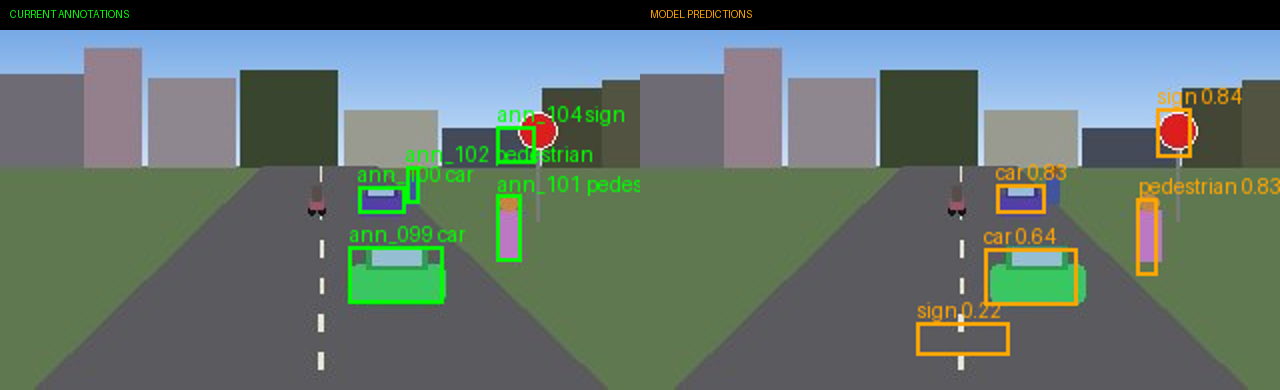 CURRENT ANNOTATIONS
MODEL PREDICTIONS
ann_104 sign
ann_102 pedestrian
ann_100 car
ann_101 pedes
ann_099 car
sign 0.84
car 0.83
pedestrian 0.83
car 0.64
sign 0.22